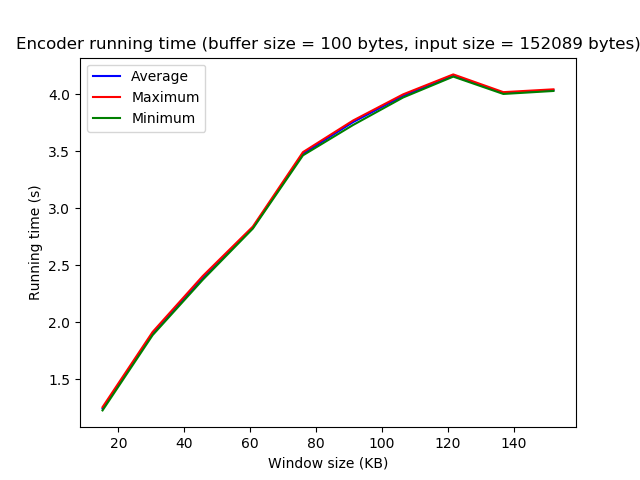 Encoder running time (buffer size = 100 bytes, input size = 152089 bytes)
Average
Maximum
Minimum
4.0
3.5
3.0
2.5
2.0
1.5
Running time (s)
20 40 60 80 100 120 140
Window size (KB)